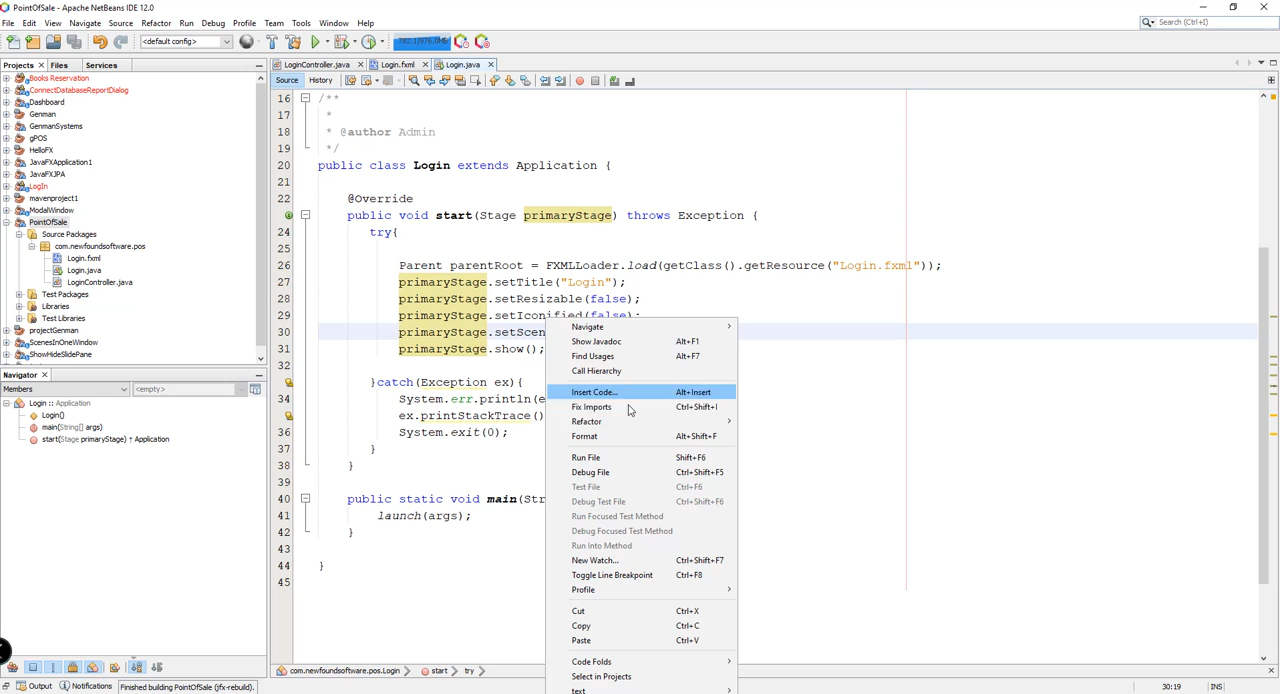 PointOfSale - Apache NetBeans IDE 12.0
File Edit View Navigate Source Refactor Run Debug Profile Team Tools Window Help
Search (Ctrl+I)
<default config>
Projects Files Services
LoginController.java Login.fxml Login.java
Source History
Books Reservation
ConnectDatabaseReportDialog
Dashboard
Genman
GenmanSystems
gPOS
HelloFX
JavaFXApplication1
JavaFXJPA
LogIn
mavenproject1
ModalWindow
PointOfSale
Source Packages
com.newfoundsoftware.pos
Login.fxml
Login.java
LoginController.java
Test Packages
Libraries
Test Libraries
projectGenman
ScenesInOneWindow
ShowHideSlidePane
Navigator
Members <empty>
Login :: Application
Login()
main(String[] args)
start(Stage primaryStage) ↑ Application
16 /**
17 *
18 * @author Admin
19 */
20 public class Login extends Application {
21
22 @Override
23 public void start(Stage primaryStage) throws Exception {
24 try{
25
26 Parent parentRoot = FXMLLoader.load(getClass().getResource("Login.fxml"));
27 primaryStage.setTitle("Login");
28 primaryStage.setResizable(false);
29 primaryStage.setIconified(false);
30 primaryStage.setScen
31 primaryStage.show();
32
}catch(Exception ex){
34 System.err.println(e
ex.printStackTrace()
36 System.exit(0);
37 }
38 }
39
40 public static void main(Str
41 launch(args);
42 }
43
44 }
45
Navigate
Show Javadoc Alt+F1
Find Usages Alt+F7
Call Hierarchy
Insert Code... Alt+Insert
Fix Imports Ctrl+Shift+I
Refactor
Format Alt+Shift+F
Run File Shift+F6
Debug File Ctrl+Shift+F5
Test File Ctrl+F6
Debug Test File Ctrl+Shift+F6
Run Focused Test Method
Debug Focused Test Method
Run Into Method
New Watch... Ctrl+Shift+F7
Toggle Line Breakpoint Ctrl+F8
Profile
Cut Ctrl+X
Copy Ctrl+C
Paste Ctrl+V
Code Folds
Select in Projects
text
com.newfoundsoftware.pos.Login start try
Output Notifications Finished building PointOfSale (jfx-rebuild).
30:19 INS